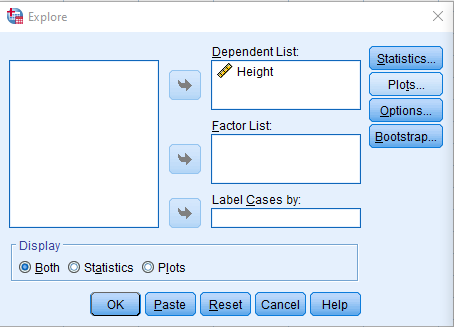 Explore
Dependent List:
Height
Factor List:
Label Cases by:
Statistics...
Plots...
Options...
Bootstrap...
Display
Both Statistics Plots
OK Paste Reset Cancel Help